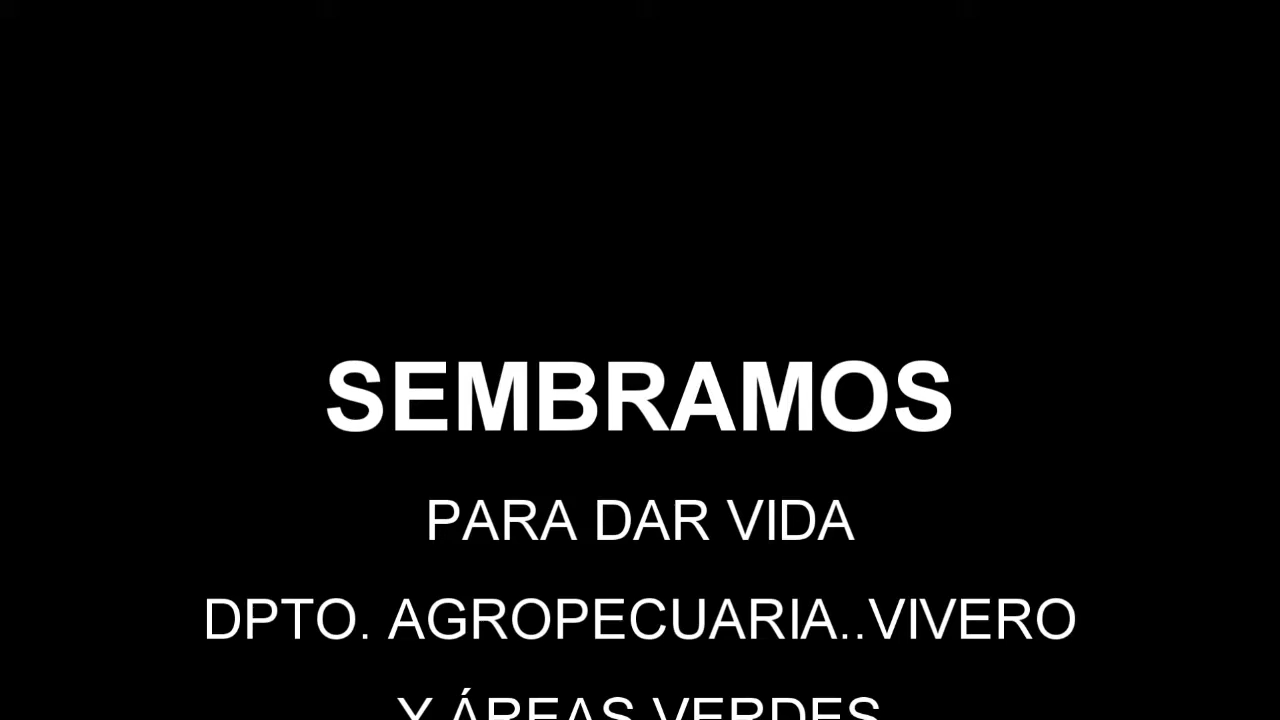 SEMBRAMOS
PARA DAR VIDA
DPTO. AGROPECUARIA..VIVERO
Y ÁREAS VERDES